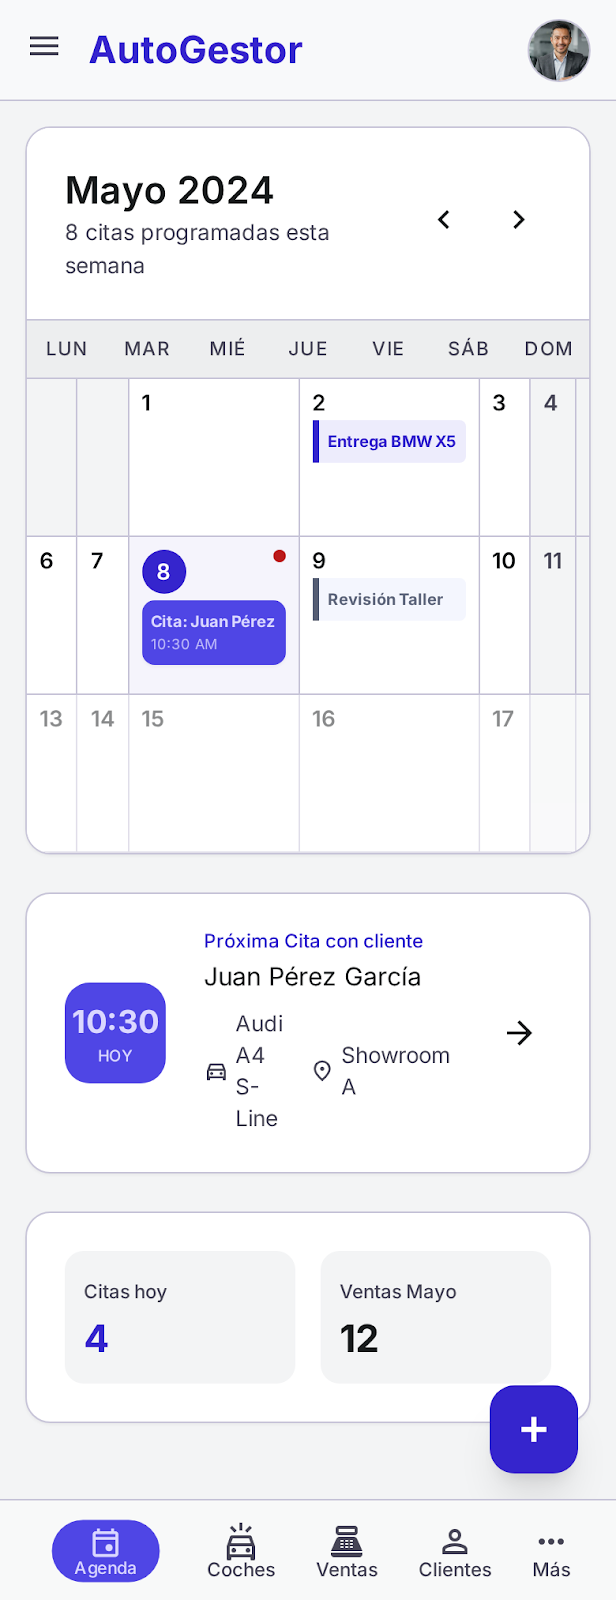 AutoGestor
Mayo 2024
8 citas programadas esta
semana
LUN MAR MIÉ JUE VIE SÁB DOM
1 2 3 4
Entrega BMW X5
6 7 8 9 10 11
Cita: Juan Pérez
10:30 AM
Revisión Taller
13 14 15 16 17
Próxima Cita con cliente
Juan Pérez García
10:30
HOY
Audi
A4
S-
Line
Showroom
A
Citas hoy
4
Ventas Mayo
12
+
Agenda
Coches
Ventas
Clientes
Más